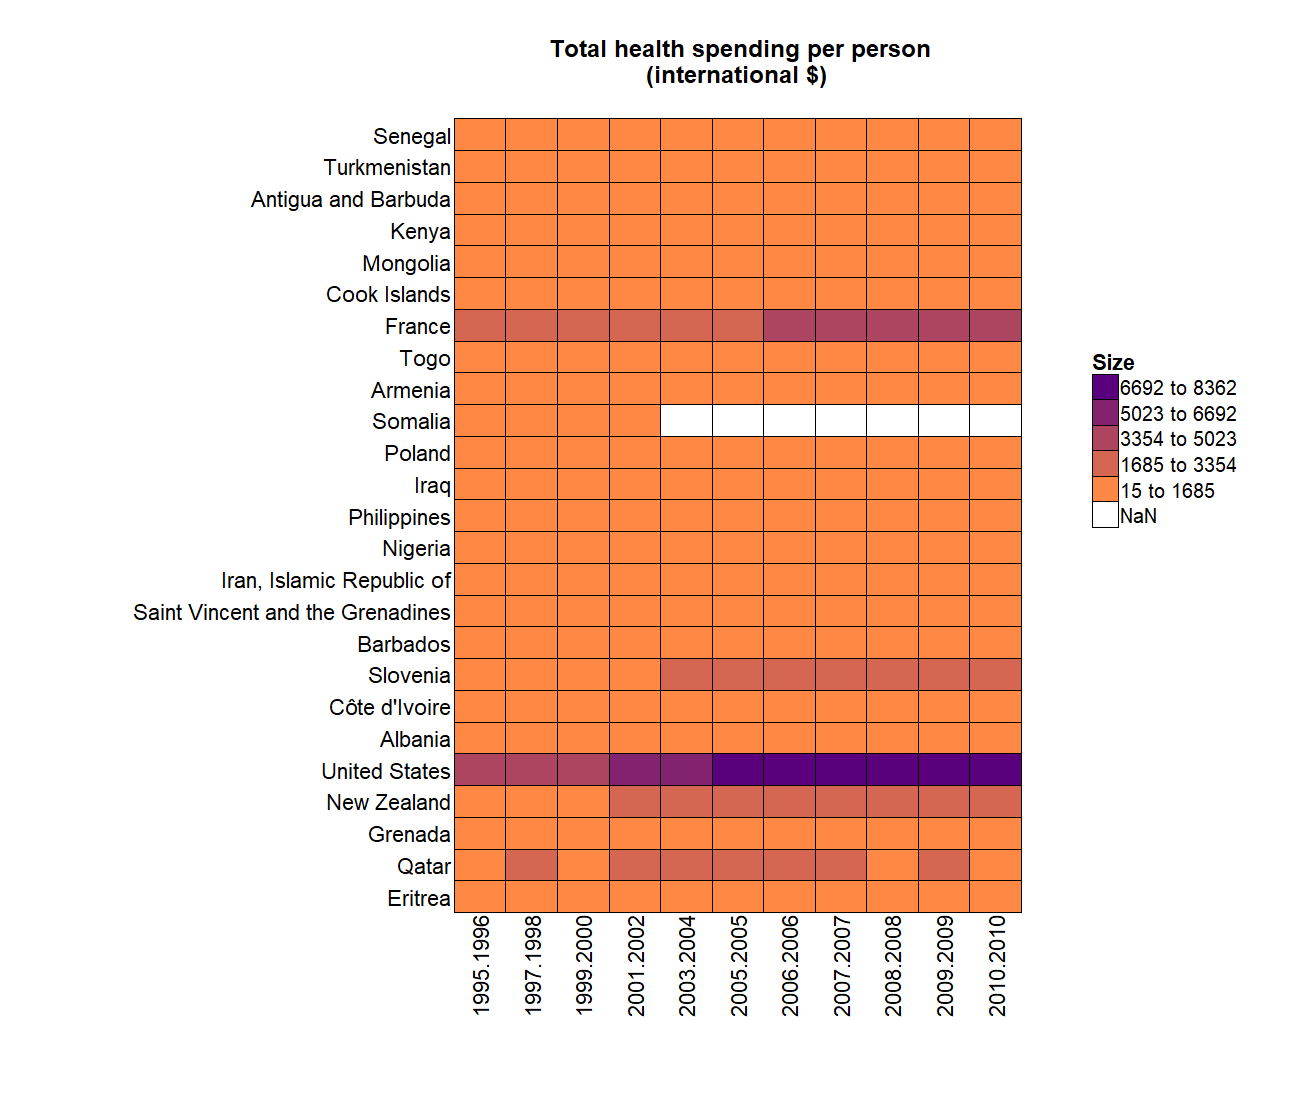 Total health spending per person
(international $)
Senegal
Turkmenistan
Antigua and Barbuda
Kenya
Mongolia
Cook Islands
France
Togo
Armenia
Somalia
Poland
Iraq
Philippines
Nigeria
Iran, Islamic Republic of
Saint Vincent and the Grenadines
Barbados
Slovenia
Côte d'Ivoire
Albania
United States
New Zealand
Grenada
Qatar
Eritrea
1995.1996
1997.1998
1999.2000
2001.2002
2003.2004
2005.2005
2006.2006
2007.2007
2008.2008
2009.2009
2010.2010
Size
6692 to 8362
5023 to 6692
3354 to 5023
1685 to 3354
15 to 1685
NaN